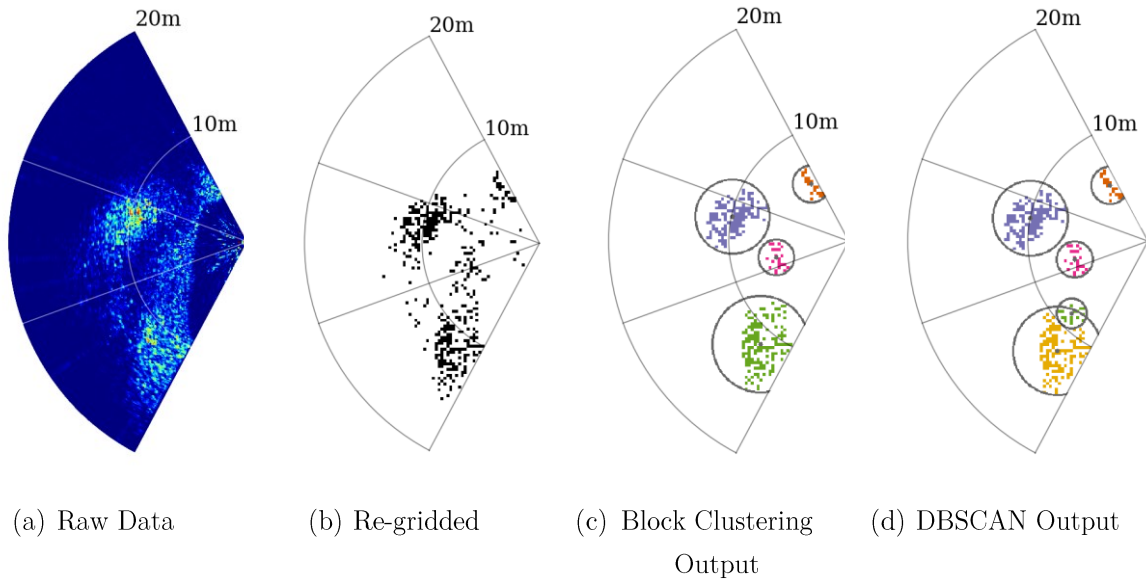 20m
10m
20m
10m
20m
10m
20m
10m
(a) Raw Data
(b) Re-gridded
(c) Block Clustering
Output
(d) DBSCAN Output